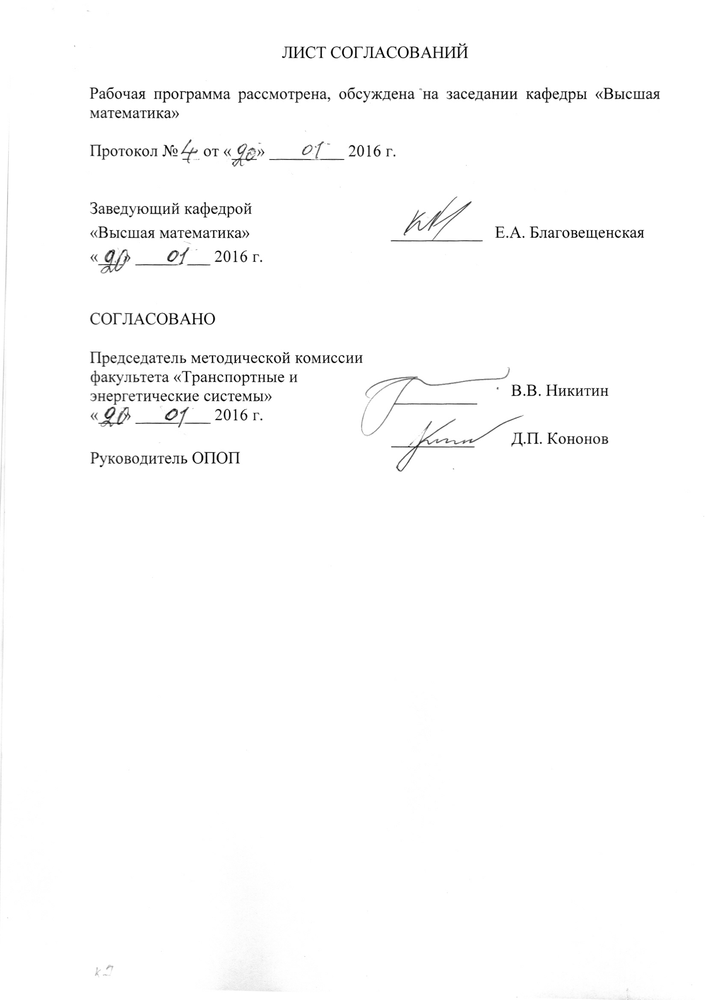 ЛИСТ СОГЛАСОВАНИЙ
Рабочая программа рассмотрена, обсуждена на заседании кафедры «Высшая
математика»
Протокол № 4 от «20» 01 2016 г.
Заведующий кафедрой
«Высшая математика» Е.А. Благовещенская
«20» 01 2016 г.
СОГЛАСОВАНО
Председатель методической комиссии
факультета «Транспортные и
энергетические системы» В.В. Никитин
«20» 01 2016 г.
Д.П. Кононов
Руководитель ОПОП